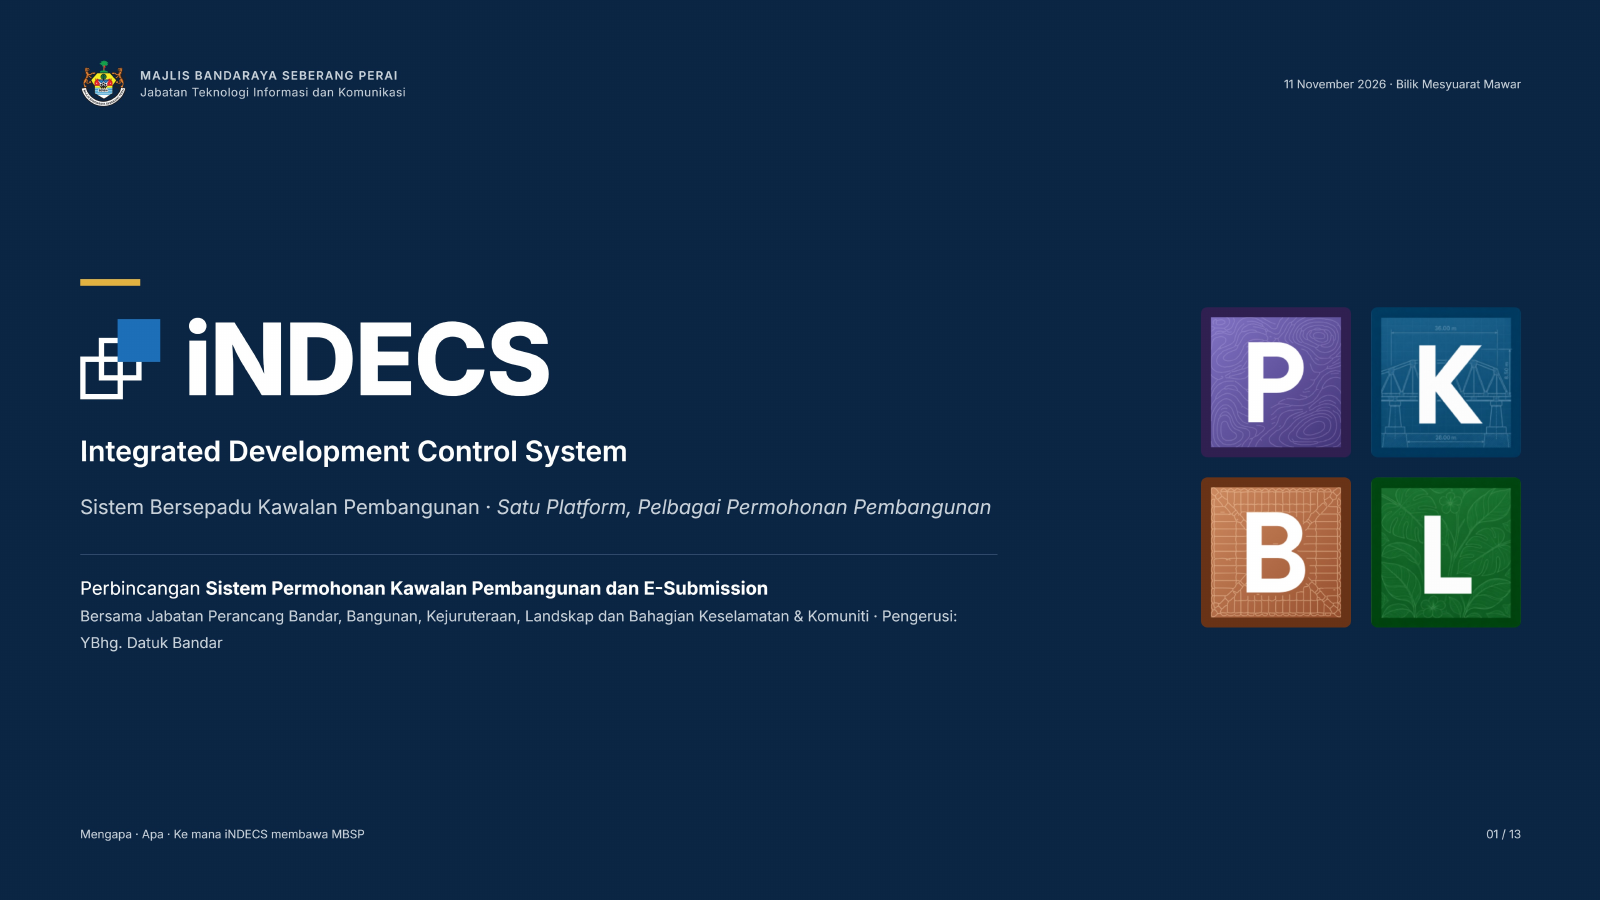 MAJLIS BANDARAYA SEBERANG PERAI
Jabatan Teknologi Informasi dan Komunikasi
11 November 2026 · Bilik Mesyuarat Mawar
iNDECS
Integrated Development Control System
Sistem Bersepadu Kawalan Pembangunan · Satu Platform, Pelbagai Permohonan Pembangunan
Perbincangan Sistem Permohonan Kawalan Pembangunan dan E-Submission
Bersama Jabatan Perancang Bandar, Bangunan, Kejuruteraan, Landskap dan Bahagian Keselamatan & Komuniti · Pengerusi:
YBhg. Datuk Bandar
P
K
B
L
Mengapa · Apa · Ke mana iNDECS membawa MBSP
01 / 13